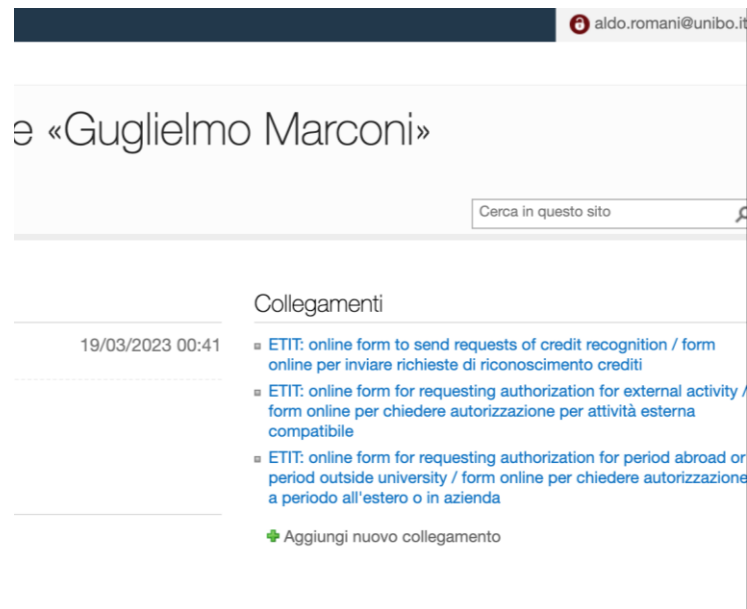 aldo.romani@unibo.it
e «Guglielmo Marconi»
Cerca in questo sito
Collegamenti
19/03/2023 00:41
ETIT: online form to send requests of credit recognition / form
online per inviare richieste di riconoscimento crediti
ETIT: online form for requesting authorization for external activity /
form online per chiedere autorizzazione per attività esterna
compatibile
ETIT: online form for requesting authorization for period abroad or
period outside university / form online per chiedere autorizzazione
a periodo all'estero o in azienda
Aggiungi nuovo collegamento